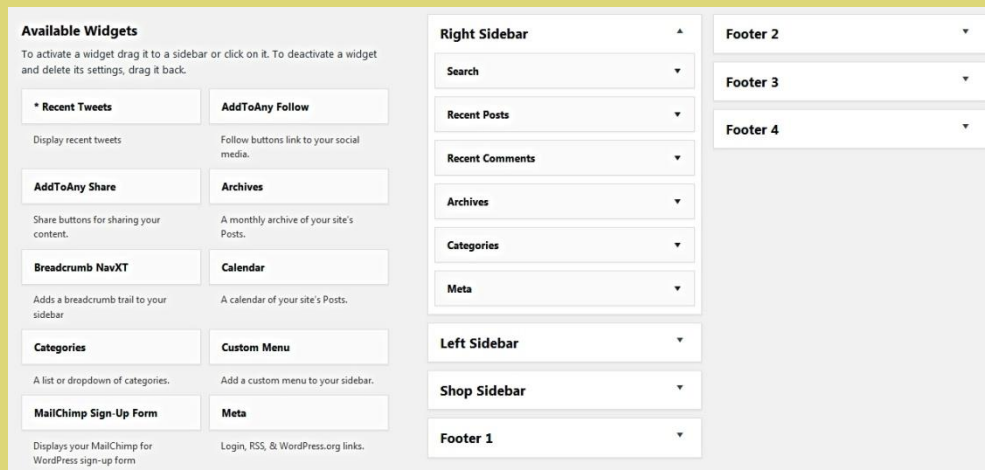 Available Widgets
To activate a widget drag it to a sidebar or click on it. To deactivate a widget
and delete its settings, drag it back.
* Recent Tweets
Display recent tweets
AddToAny Follow
Follow buttons link to your social
media.
AddToAny Share
Share buttons for sharing your
content.
Archives
A monthly archive of your site's
Posts.
Breadcrumb NavXT
Adds a breadcrumb trail to your
sidebar
Calendar
A calendar of your site's Posts.
Categories
A list or dropdown of categories.
Custom Menu
Add a custom menu to your sidebar.
MailChimp Sign-Up Form
Displays your MailChimp for
WordPress sign-up form
Meta
Login, RSS, & WordPress.org links.
Right Sidebar
Search
Recent Posts
Recent Comments
Archives
Categories
Meta
Left Sidebar
Shop Sidebar
Footer 1
Footer 2
Footer 3
Footer 4